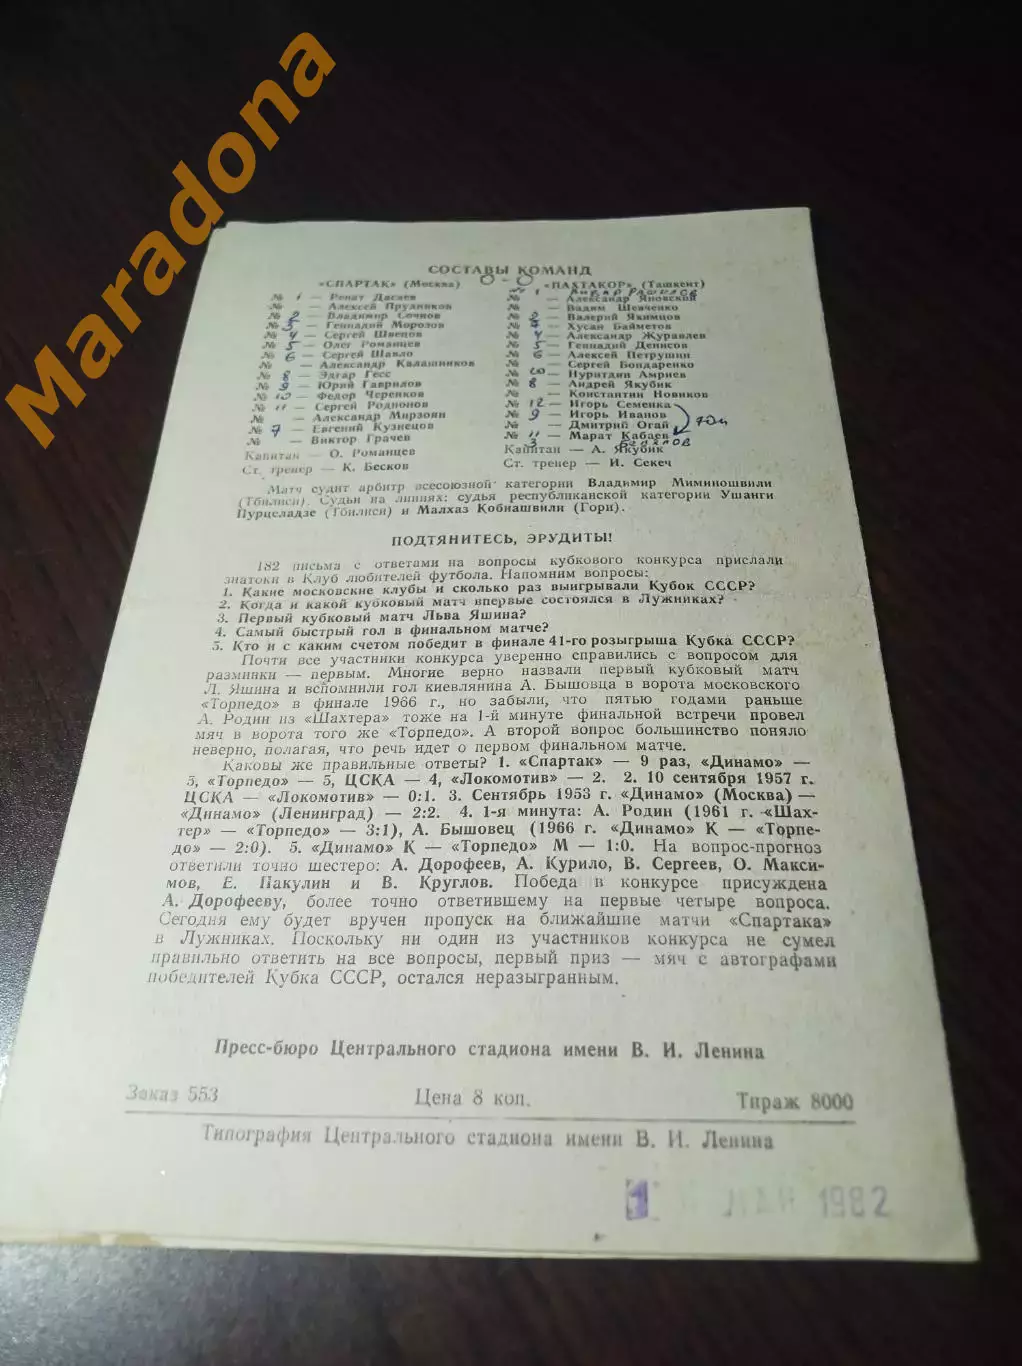 Maradona
СОСТАВЫ КОМАНД
0 - 0
«СПАРТАК» (Москва) «ПАХТАКОР» (Ташкент)
№ 1 — Ринат Дасаев
№ — Алексей Прудников
№ 2 — Владимир Сочнов
№ 3 — Геннадий Морозов
№ 4 — Сергей Швецов
№ 5 — Олег Романцев
№ 6 — Сергей Шавло
№ — Александр Калашников
№ 8 — Эдгар Гесс
№ 9 — Юрий Гаврилов
№ 10 — Федор Черенков
№ 11 — Сергей Родионов
№ — Александр Мирзоян
№ 7 — Евгений Кузнецов
№ — Виктор Грачев
Капитан — О. Романцев
Ст. тренер — К. Бесков
№ — Александр Яновский
№ — Вадим Шевченко
№ 2 — Валерий Якимцов
№ 7 — Хусан Байметов
№ 4 — Александр Журавлев
№ 5 — Геннадий Денисов
№ 6 — Алексей Петрушин
№ — Сергей Бондаренко
№ 10 — Нуритдин Амриев
№ 8 — Андрей Якубик
№ — Константин Новиков
№ 12 — Игорь Семенка
№ 9 — Игорь Иванов
№ — Дмитрий Огай
№ 11 — Марат Кабаев
3
Капитан — А. Якубик
Ст. тренер — И. Секеч
Матч судит арбитр всесоюзной категории Владимир Миминошвили
(Тбилиси). Судьи на линиях: судья республиканской категории Ушанги
Пурцеладзе (Тбилиси) и Малхаз Кобиашвили (Гори).
ПОДТЯНИТЕСЬ, ЭРУДИТЫ!
182 письма с ответами на вопросы кубкового конкурса прислали
знатоки в Клуб любителей футбола. Напомним вопросы:
1. Какие московские клубы и сколько раз выигрывали Кубок СССР?
2. Когда и какой кубковый матч впервые состоялся в Лужниках?
3. Первый кубковый матч Льва Яшина?
4. Самый быстрый гол в финальном матче?
5. Кто и с каким счетом победит в финале 41-го розыгрыша Кубка СССР?
Почти все участники конкурса уверенно справились с вопросом для
разминки — первым. Многие верно назвали первый кубковый матч
Л. Яшина и вспомнили гол киевлянина А. Бышовца в ворота московского
«Торпедо» в финале 1966 г., но забыли, что пятью годами раньше
А. Родин из «Шахтера» тоже на 1-й минуте финальной встречи провел
мяч в ворота того же «Торпедо». А второй вопрос большинство поняло
неверно, полагая, что речь идет о первом финальном матче.
Каковы же правильные ответы? 1. «Спартак» — 9 раз, «Динамо» —
5, «Торпедо» — 5, ЦСКА — 4, «Локомотив» — 2. 2. 10 сентября 1957 г.
ЦСКА — «Локомотив» — 0:1. 3. Сентябрь 1953 г. «Динамо» (Москва) —
«Динамо» (Ленинград) — 2:2. 4. 1-я минута: А. Родин (1961 г. «Шах-
тер» — «Торпедо» — 3:1), А. Бышовец (1966 г. «Динамо» К — «Торпе-
до» — 2:0). 5. «Динамо» К — «Торпедо» М — 1:0. На вопрос-прогноз
ответили точно шестеро: А. Дорофеев, А. Курило, В. Сергеев, О. Макси-
мов, Е. Пакулин и В. Круглов. Победа в конкурсе присуждена
А. Дорофееву, более точно ответившему на первые четыре вопроса.
Сегодня ему будет вручен пропуск на ближайшие матчи «Спартака»
в Лужниках. Поскольку ни один из участников конкурса не сумел
правильно ответить на все вопросы, первый приз — мяч с автографами
победителей Кубка СССР, остался неразыгранным.
Пресс-бюро Центрального стадиона имени В. И. Ленина
Заказ 553 Цена 8 коп. Тираж 8000
Типография Центрального стадиона имени В. И. Ленина
МАЯ 1982